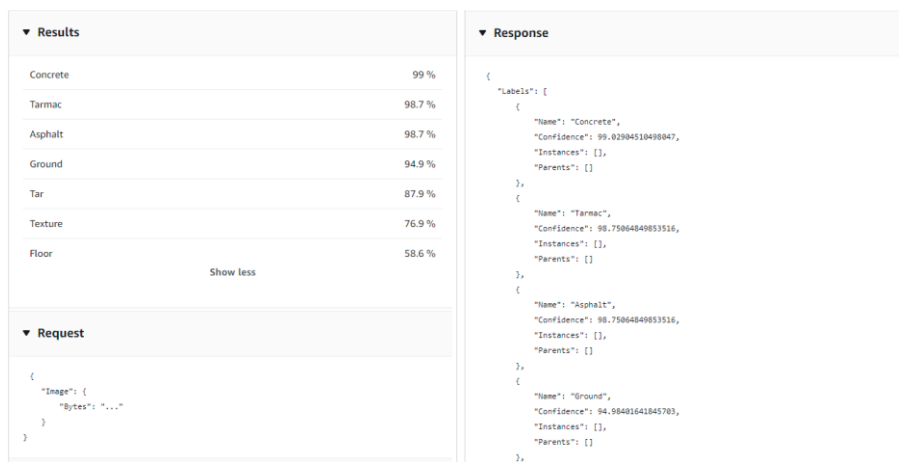 ▼ Results
Concrete 99 %
Tarmac 98.7 %
Asphalt 98.7 %
Ground 94.9 %
Tar 87.9 %
Texture 76.9 %
Floor 58.6 %
Show less
▼ Request
{
"Image": {
"Bytes": "..."
}
}
▼ Response
{
"Labels": [
{
"Name": "Concrete",
"Confidence": 99.02904510498047,
"Instances": [],
"Parents": []
},
{
"Name": "Tarmac",
"Confidence": 98.75064849853516,
"Instances": [],
"Parents": []
},
{
"Name": "Asphalt",
"Confidence": 98.75064849853516,
"Instances": [],
"Parents": []
},
{
"Name": "Ground",
"Confidence": 94.98401641845703,
"Instances": [],
"Parents": []
},